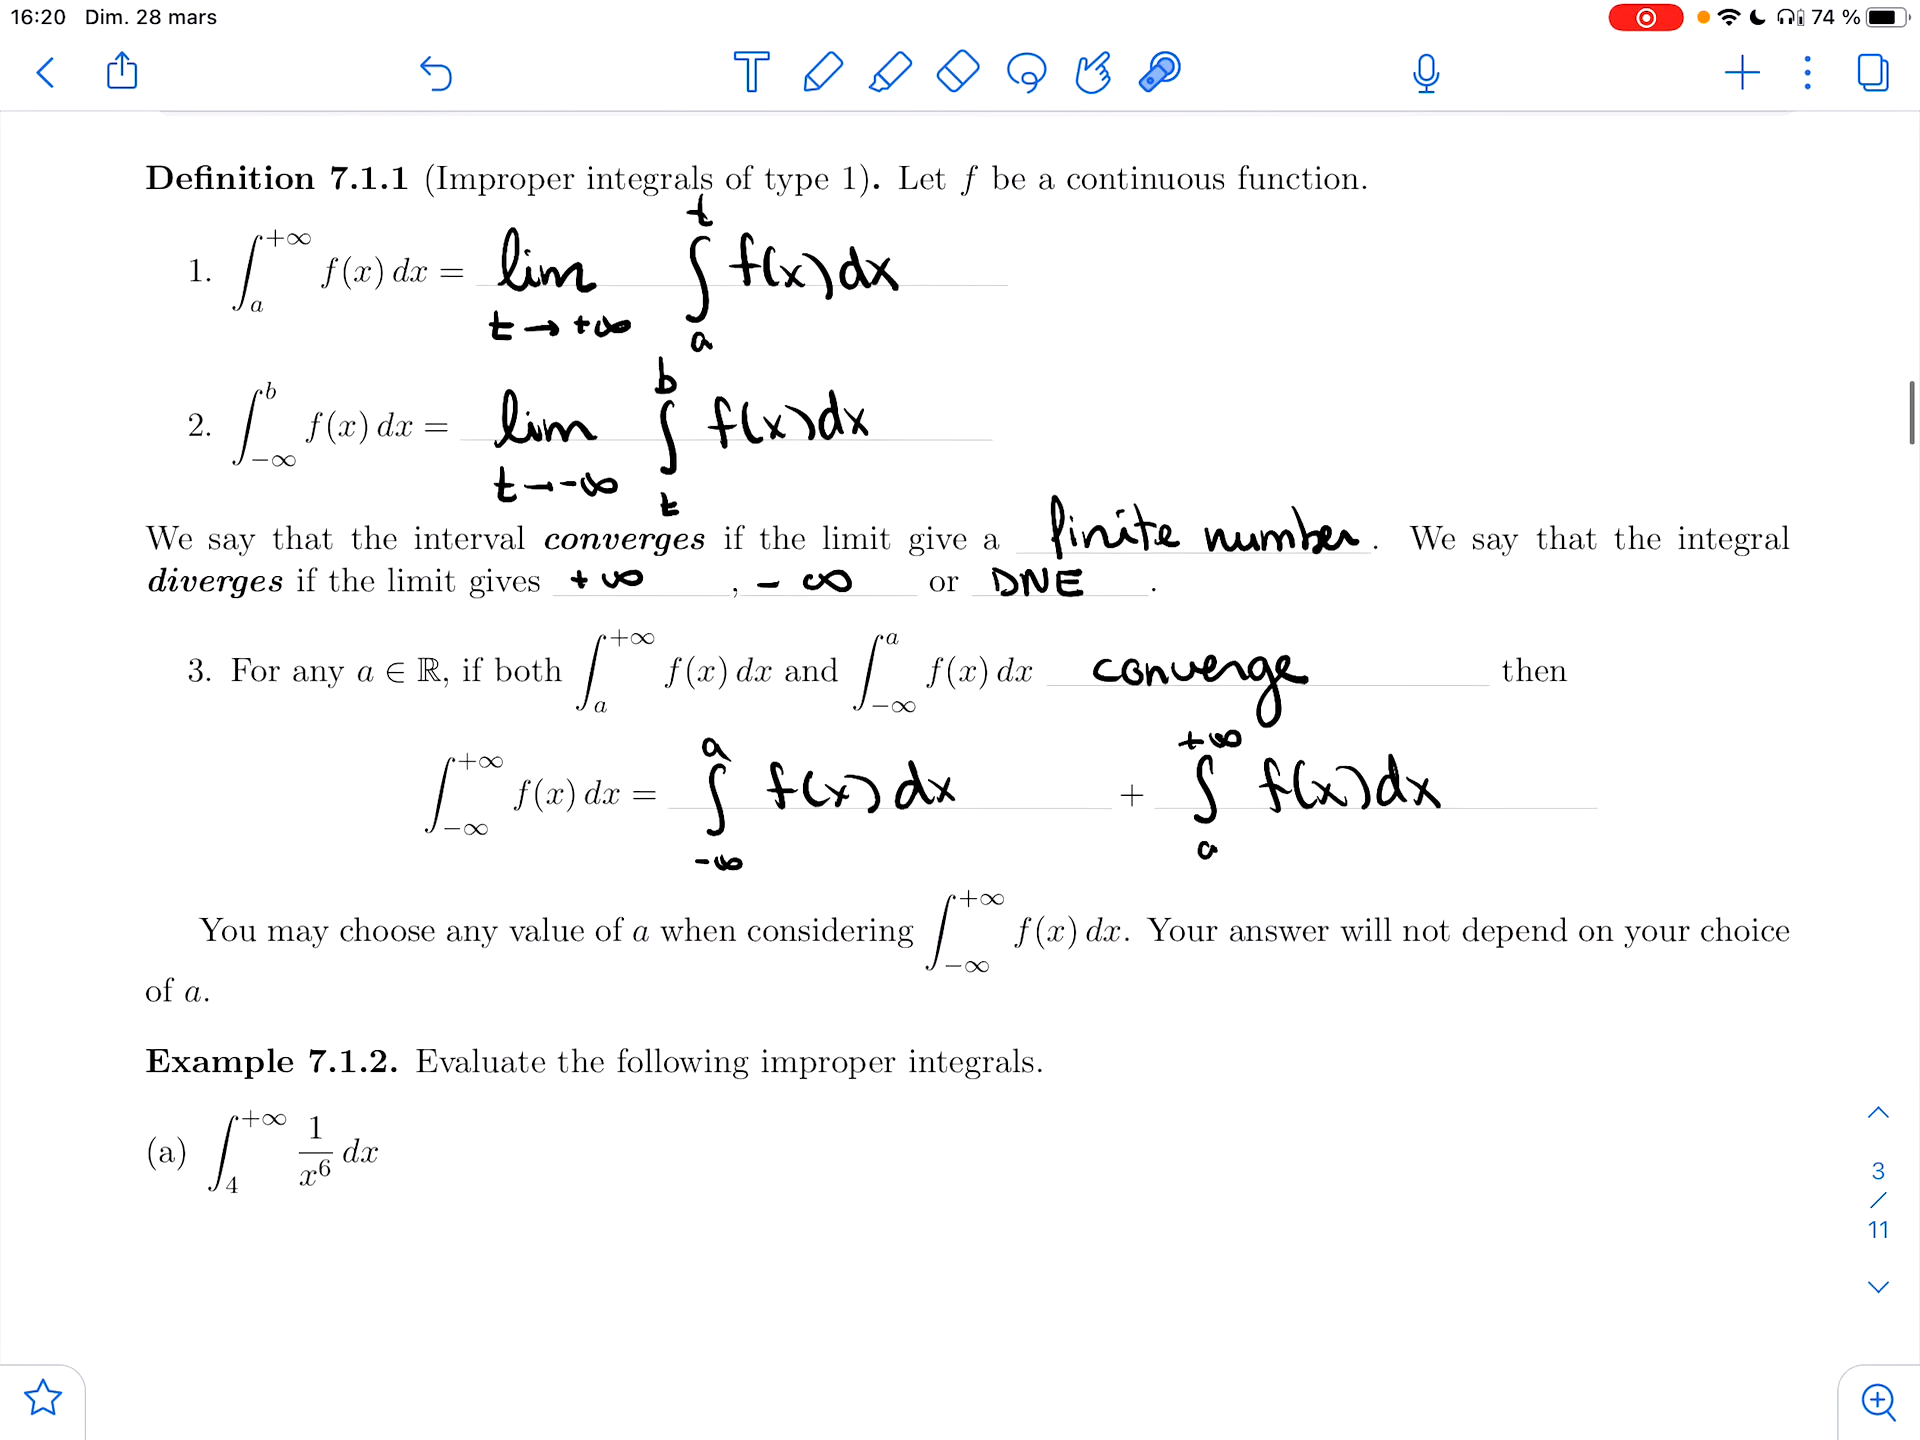 16:20 Dim. 28 mars 74 %
T
Definition 7.1.1 (Improper integrals of type 1). Let f be a continuous function.
1. ∫_a^{+∞} f(x) dx = lim_{t→+∞} ∫_a^t f(x)dx
2. ∫_{-∞}^b f(x) dx = lim_{t→-∞} ∫_t^b f(x)dx
We say that the interval converges if the limit give a finite number. We say that the integral
diverges if the limit gives +∞, -∞ or DNE.
3. For any a ∈ ℝ, if both ∫_a^{+∞} f(x) dx and ∫_{-∞}^a f(x) dx converge then
∫_{-∞}^{+∞} f(x) dx = ∫_{-∞}^a f(x)dx + ∫_a^{+∞} f(x)dx
You may choose any value of a when considering ∫_{-∞}^{+∞} f(x) dx. Your answer will not depend on your choice
of a.
Example 7.1.2. Evaluate the following improper integrals.
(a) ∫_4^{+∞} 1/x^6 dx
3
/
11